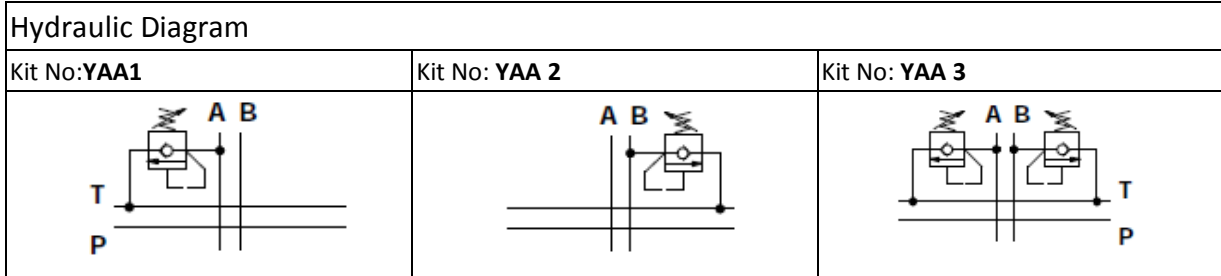 Hydraulic Diagram
Kit No:YAA1
Kit No: YAA 2
Kit No: YAA 3
A B
T
P
A B
A B
T
P